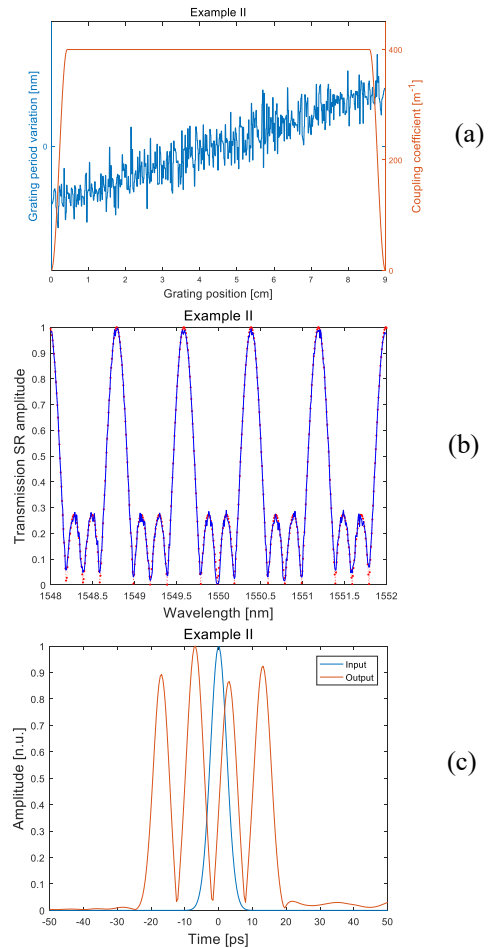 Example II
Grating period variation [nm]
0
400
200
0
Coupling coefficient [m⁻¹]
0 1 2 3 4 5 6 7 8 9
Grating position [cm]
(a)
Example II
Transmission SR amplitude
1
0.9
0.8
0.7
0.6
0.5
0.4
0.3
0.2
0.1
0
1548 1548.5 1549 1549.5 1550 1550.5 1551 1551.5 1552
Wavelength [nm]
(b)
Example II
Input
Output
Amplitude [n.u.]
1
0.9
0.8
0.7
0.6
0.5
0.4
0.3
0.2
0.1
0
-50 -40 -30 -20 -10 0 10 20 30 40 50
Time [ps]
(c)